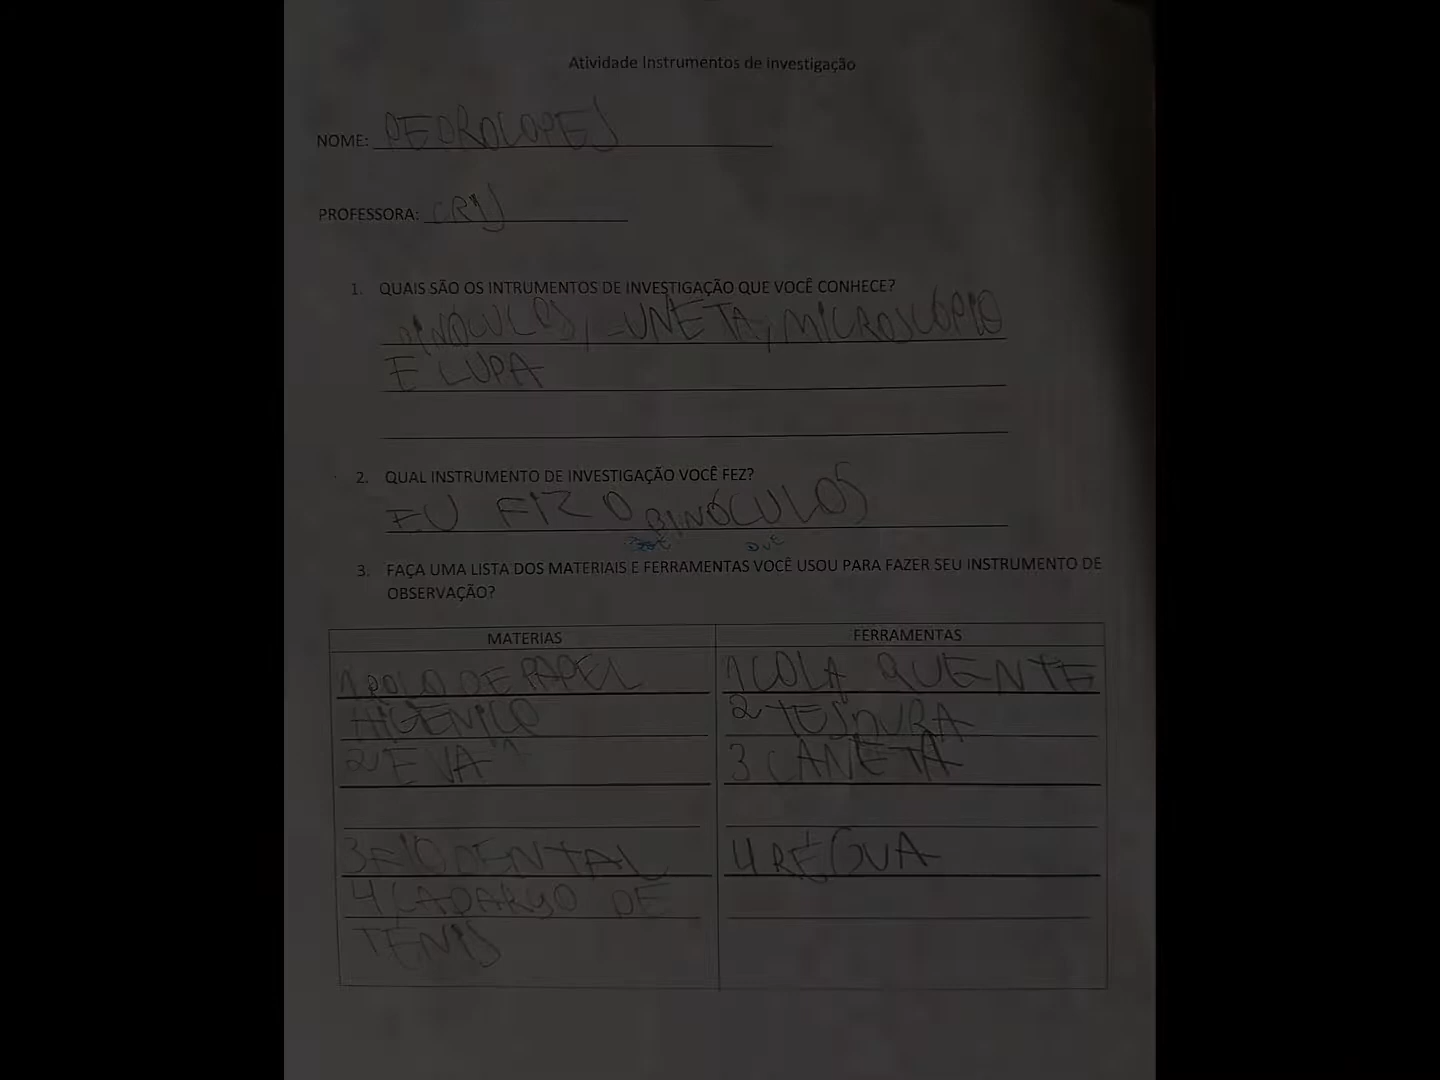 Atividade Instrumentos de investigação
NOME: PEDRO LOPES
PROFESSORA: CRIS
1. QUAIS SÃO OS INTRUMENTOS DE INVESTIGAÇÃO QUE VOCÊ CONHECE?
BINÓCULOS, LUNETA, MICROSCÓPIO
E LUPA
2. QUAL INSTRUMENTO DE INVESTIGAÇÃO VOCÊ FEZ?
EU FIZ O BINÓCULOS
3. FAÇA UMA LISTA DOS MATERIAIS E FERRAMENTAS VOCÊ USOU PARA FAZER SEU INSTRUMENTO DE
QUE
OBSERVAÇÃO?
MATERIAS
1 ROLO DE PAPEL
HIGÊNICO
2 EVA
3 FIO DENTAL
4 CADARÇO DE
TÊNIS
FERRAMENTAS
1 COLA QUENTE
2 TESOURA
3 CANETA
4 RÉGUA